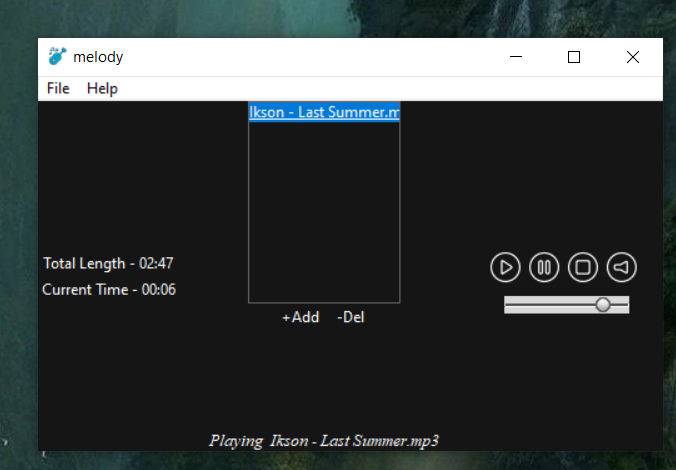 melody
File Help
Ikson - Last Summer.m
Total Length - 02:47
Current Time - 00:06
+Add -Del
Playing Ikson - Last Summer.mp3